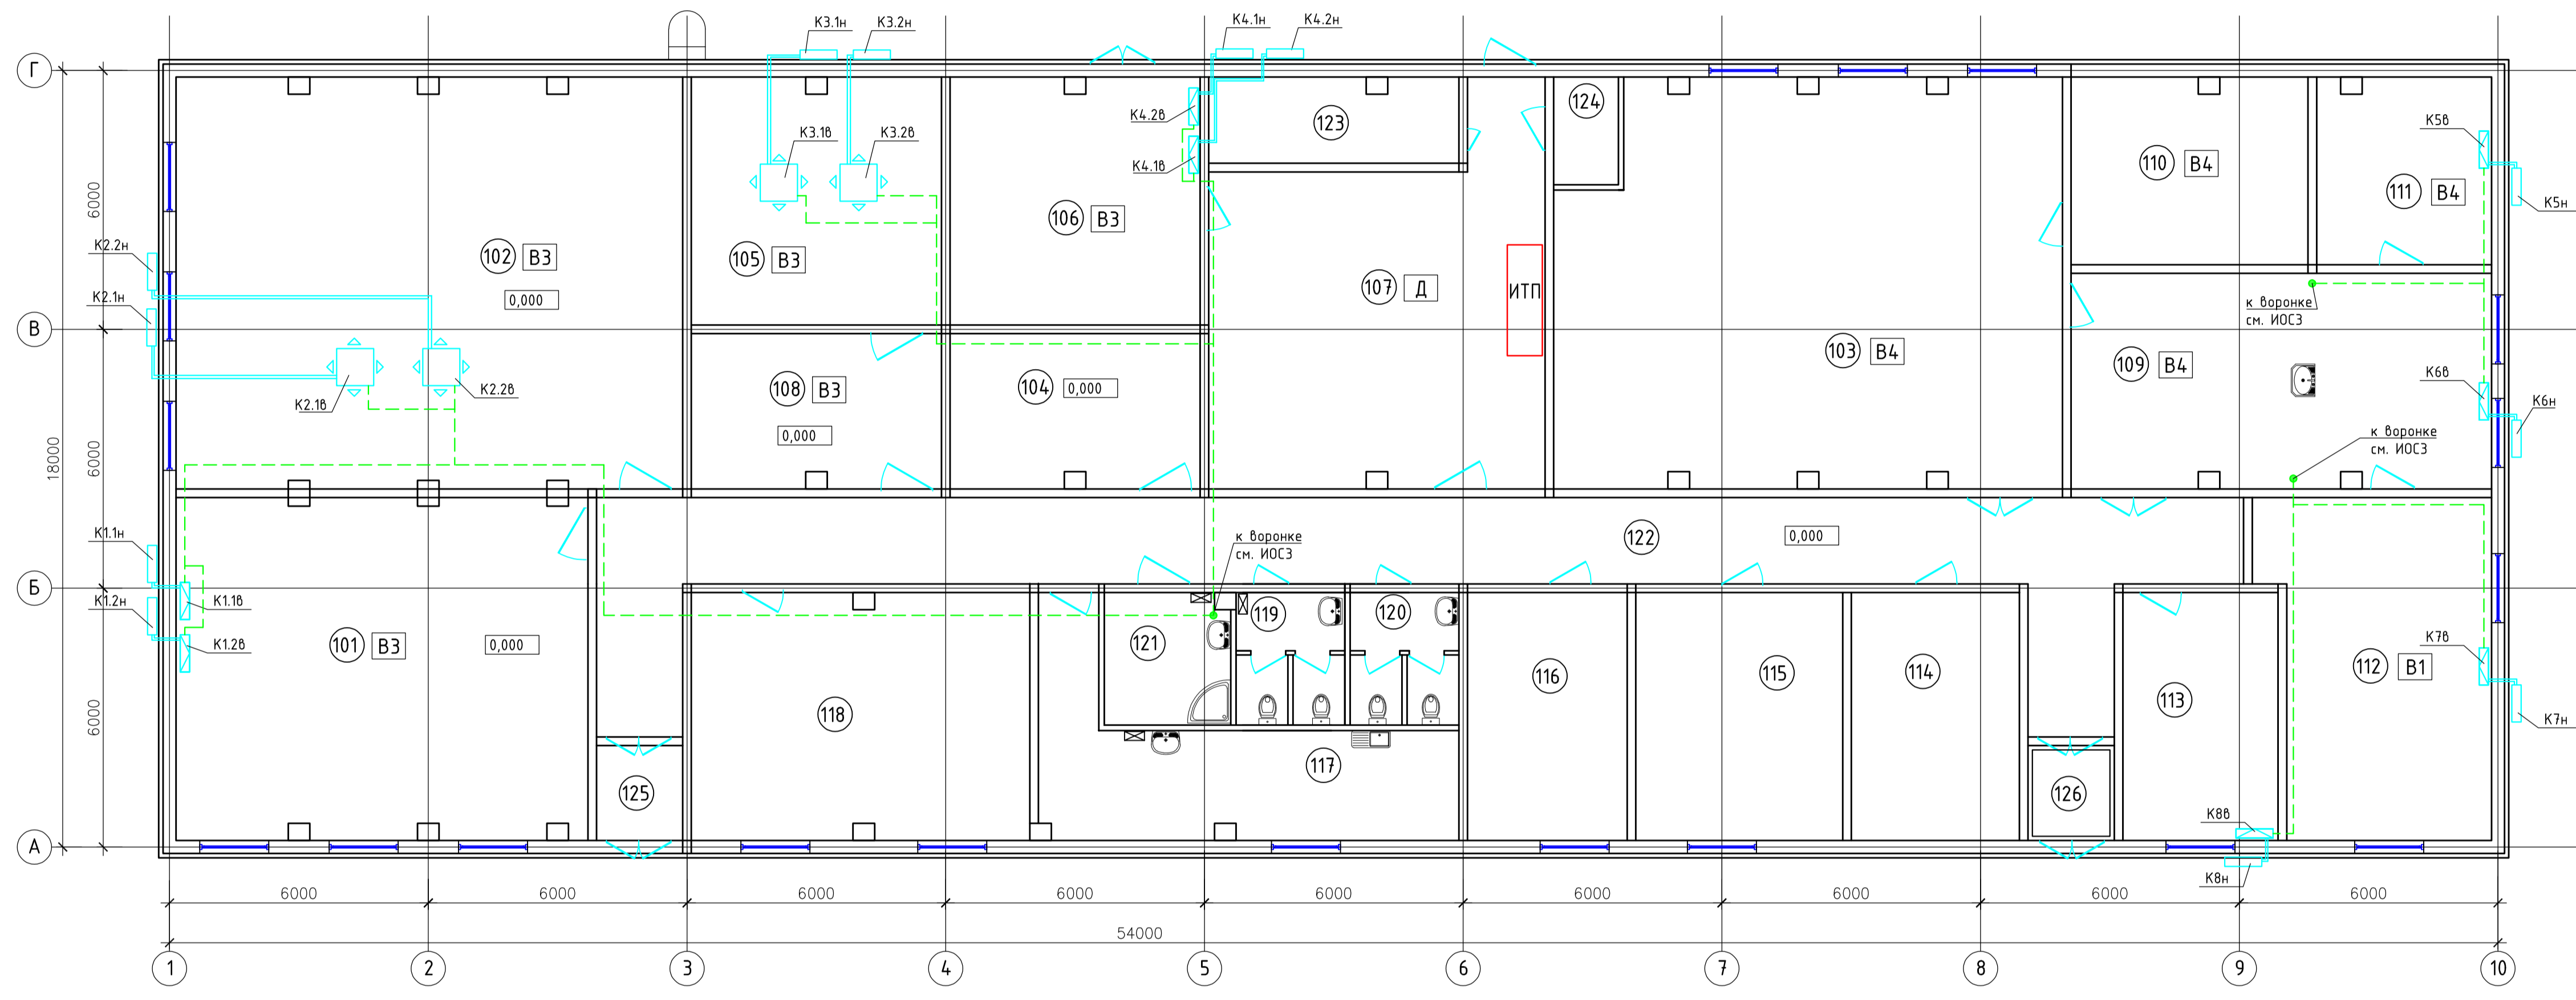 К3.1н
К3.2н
К4.1н
К4.2н
Г
К4.2в
К3.1в
К3.2в
К4.1в
123
124
К5в
110
В4
111
В4
К5н
6000
К2.2н
102
В3
0,000
105
В3
106
В3
107
Д
ИТП
К2.1н
к воронке
см. ИОС3
В
103
В4
109
В4
К6в
К6н
К2.1в
К2.2в
108
В3
0,000
104
0,000
18000
6000
к воронке
см. ИОС3
К1.1н
к воронке
см. ИОС3
122
0,000
Б
К1.2н
К1.1в
К1.2в
101
В3
0,000
121
119
120
6000
118
116
115
114
113
112
В1
К7в
К7н
117
125
126
К8в
А
К8н
6000
6000
6000
6000
6000
6000
6000
6000
6000
54000
1
2
3
4
5
6
7
8
9
10